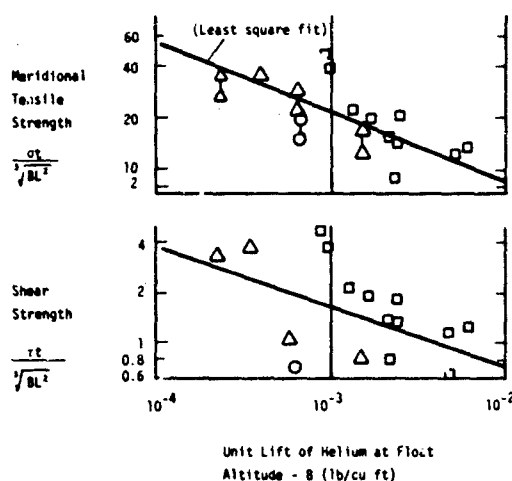 (Least square fit)
60
40
20
10
2
Meridional
Tensile
Strength
σt
∛BL²
4
2
1
0.8
0.6
Shear
Strength
τt
∛BL²
10⁻⁴
10⁻³
10⁻²
Unit Lift of Helium at Float
Altitude - B (lb/cu ft)